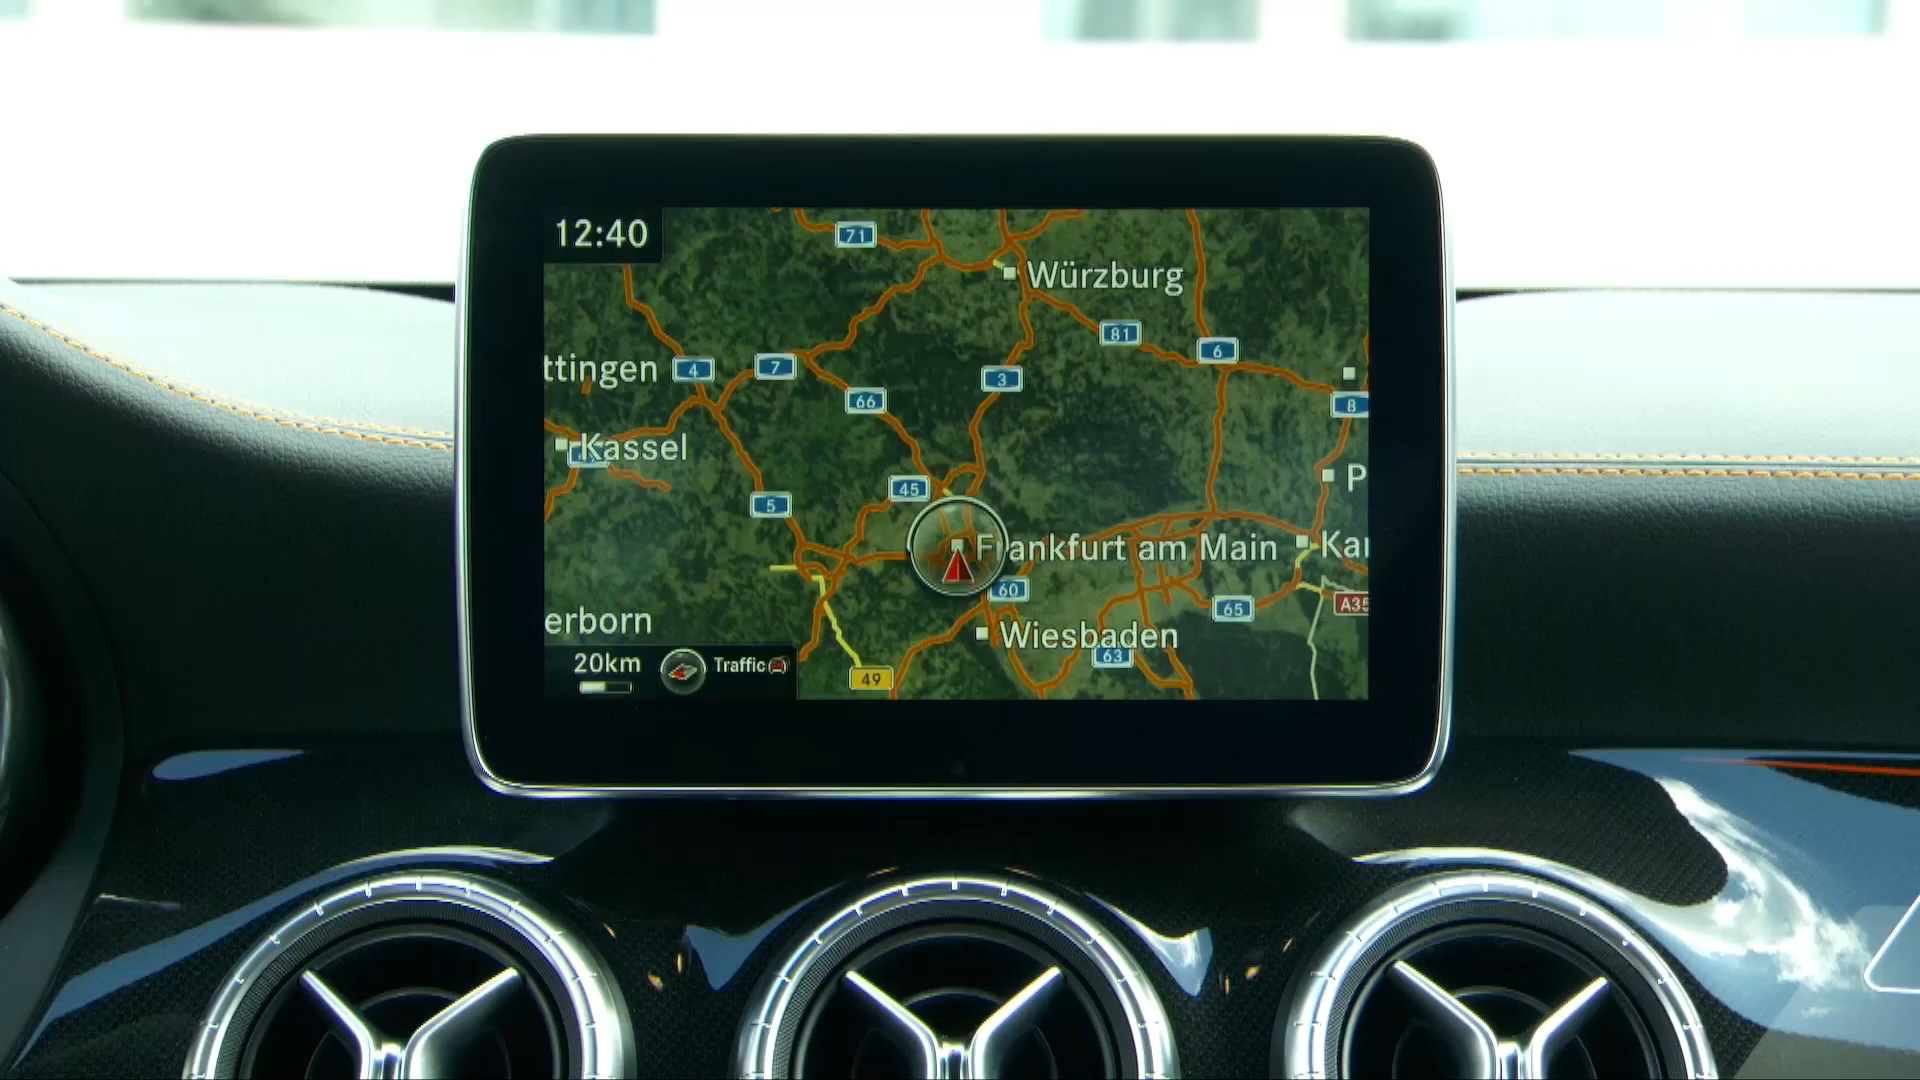 12:40
71
Würzburg
81
6
ttingen
4
7
3
66
8
Kassel
P
45
5
Frankfurt am Main
Kar
60
A35
65
erborn
Wiesbaden
63
20km
Traffic
49